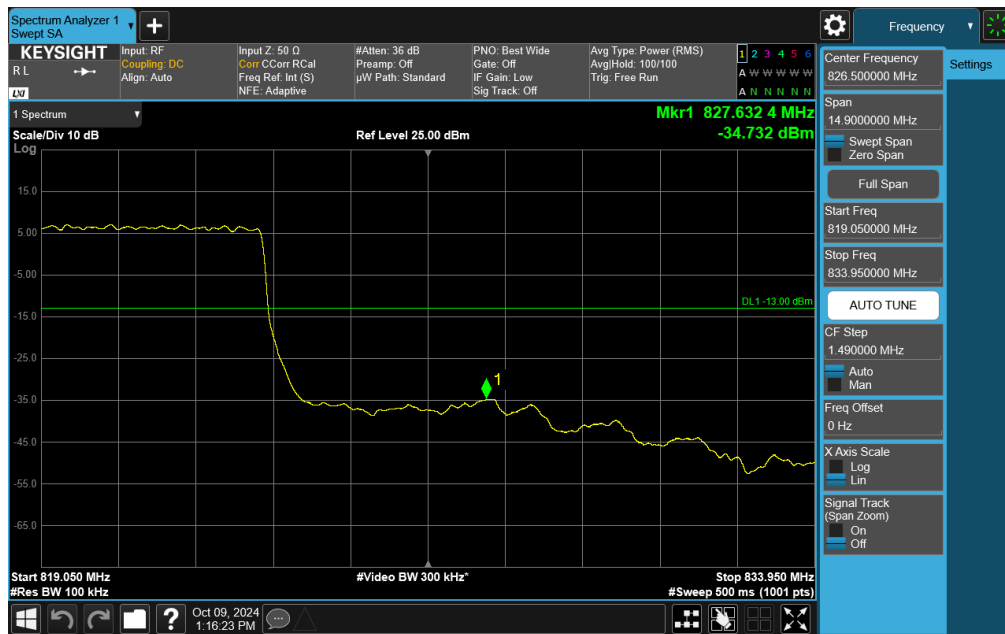 Spectrum Analyzer 1
Swept SA
Frequency
KEYSIGHT
R L
LXI
Input: RF
Coupling: DC
Align: Auto
Input Z: 50 Ω
Corr CCorr RCal
Freq Ref: Int (S)
NFE: Adaptive
#Atten: 36 dB
Preamp: Off
µW Path: Standard
PNO: Best Wide
Gate: Off
IF Gain: Low
Sig Track: Off
Avg Type: Power (RMS)
Avg|Hold: 100/100
Trig: Free Run
1 2 3 4 5 6
A W W W W W
A N N N N N
1 Spectrum
Scale/Div 10 dB
Log
Ref Level 25.00 dBm
Mkr1 827.632 4 MHz
-34.732 dBm
15.0
5.00
-5.00
-15.0
-25.0
-35.0
-45.0
-55.0
-65.0
DL1 -13.00 dBm
1
Start 819.050 MHz
#Res BW 100 kHz
#Video BW 300 kHz*
Stop 833.950 MHz
#Sweep 500 ms (1001 pts)
Oct 09, 2024
1:16:23 PM
Center Frequency
826.500000 MHz
Settings
Span
14.9000000 MHz
Swept Span
Zero Span
Full Span
Start Freq
819.050000 MHz
Stop Freq
833.950000 MHz
AUTO TUNE
CF Step
1.490000 MHz
Auto
Man
Freq Offset
0 Hz
X Axis Scale
Log
Lin
Signal Track
(Span Zoom)
On
Off